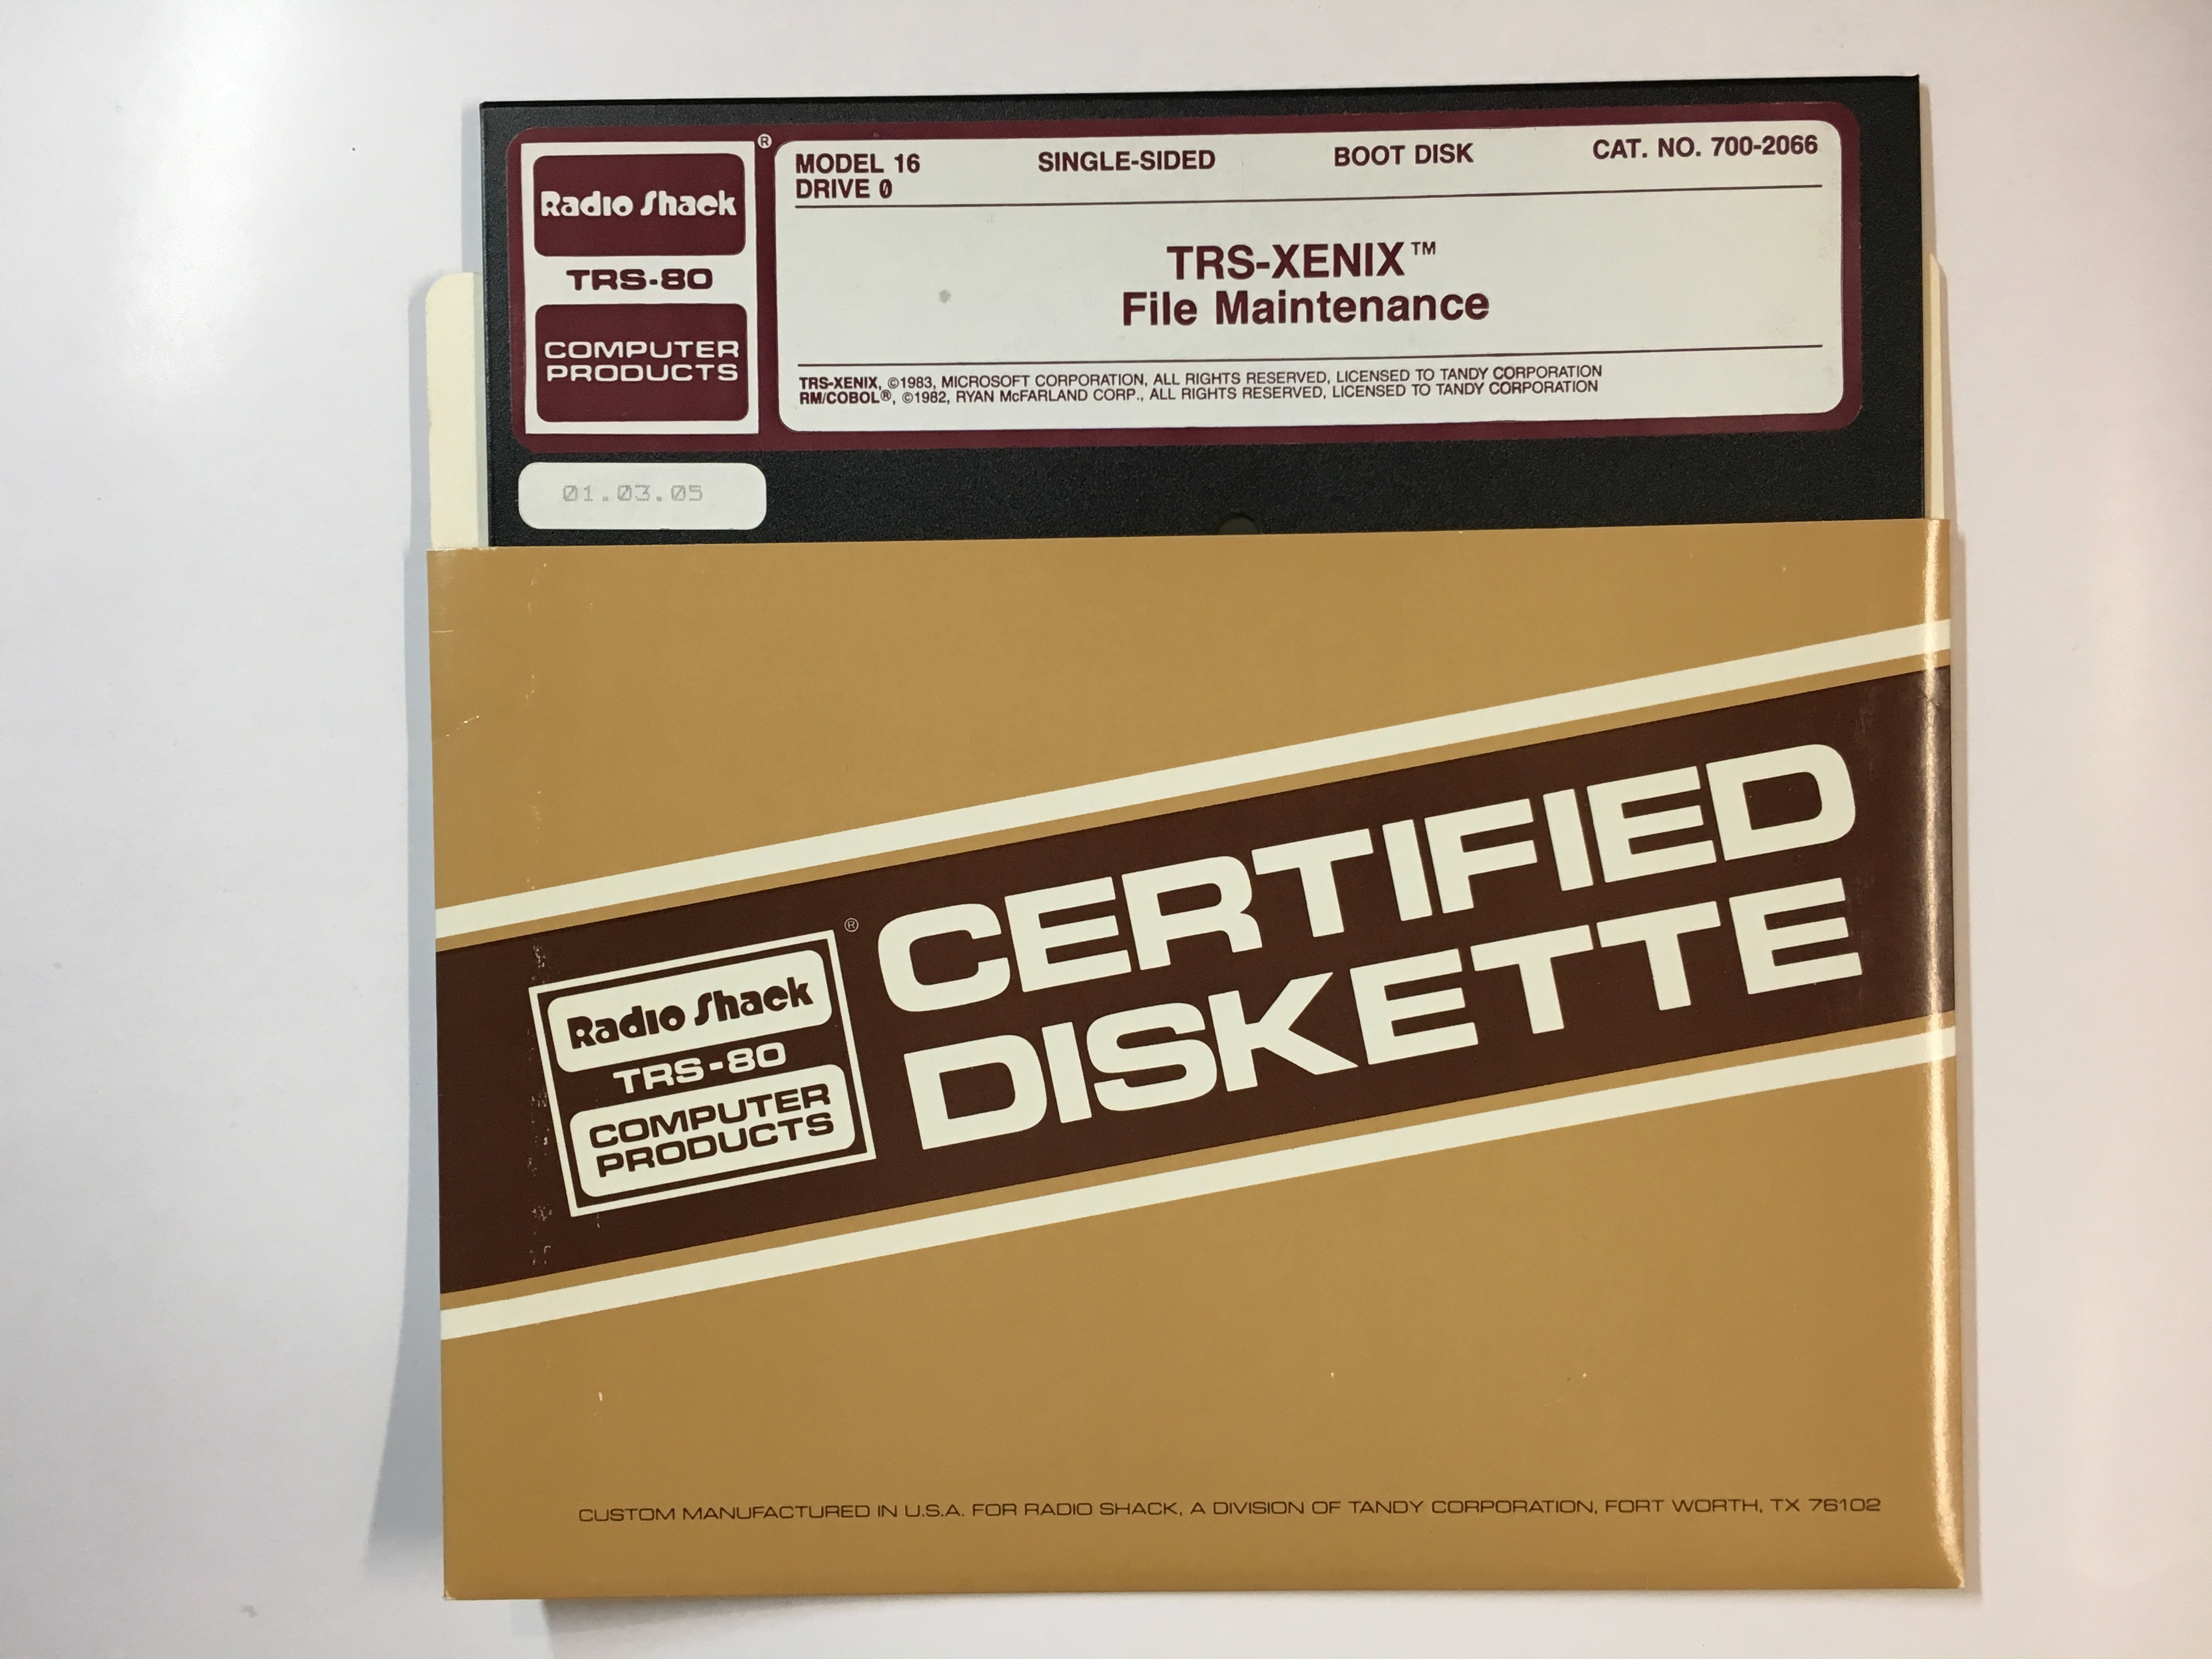 Radio Shack ®
TRS-80
COMPUTER
PRODUCTS
MODEL 16 SINGLE-SIDED BOOT DISK CAT. NO. 700-2066
DRIVE 0
TRS-XENIX™
File Maintenance
TRS-XENIX, ©1983, MICROSOFT CORPORATION, ALL RIGHTS RESERVED, LICENSED TO TANDY CORPORATION
RM/COBOL®, ©1982, RYAN McFARLAND CORP., ALL RIGHTS RESERVED, LICENSED TO TANDY CORPORATION
01.03.05
Radio Shack ®
TRS-80
COMPUTER
PRODUCTS
CERTIFIED
DISKETTE
CUSTOM MANUFACTURED IN U.S.A. FOR RADIO SHACK, A DIVISION OF TANDY CORPORATION, FORT WORTH, TX 76102